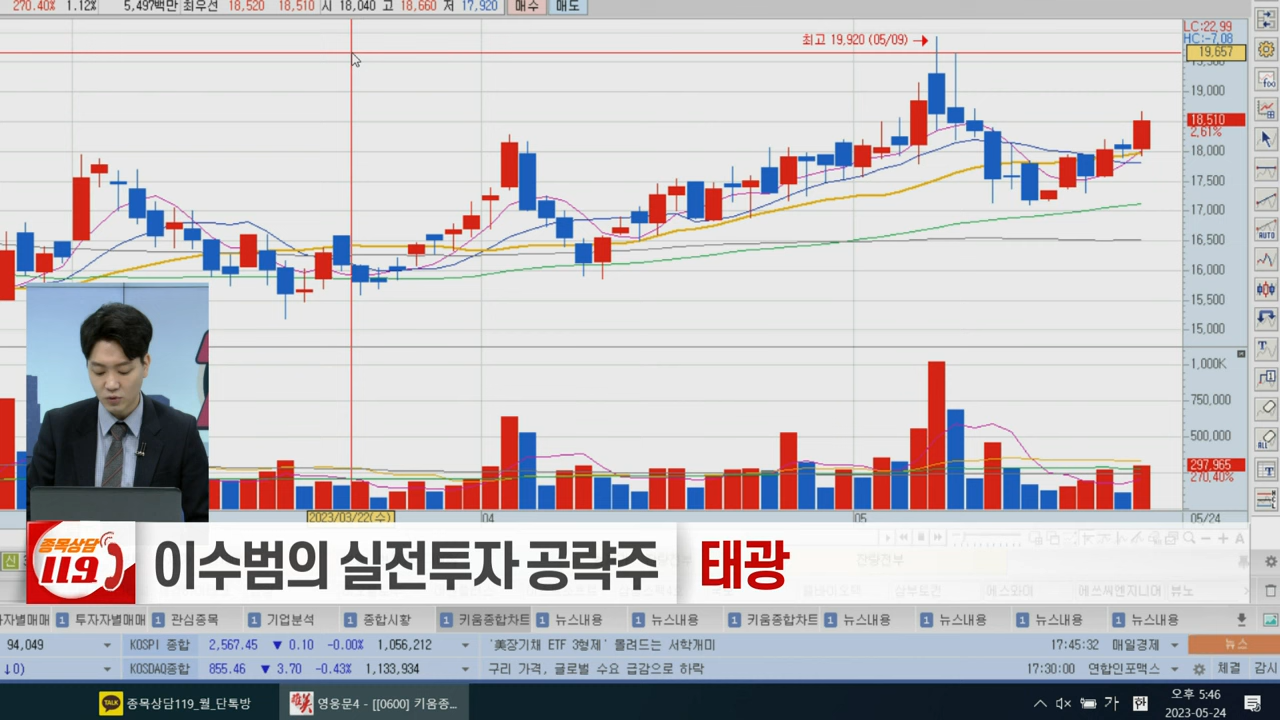 270.40% 1.12% 5,497백만 최우선 18,520 18,510 시 18,040 고 18,660 저 17,920 매수 매도
LC:22.99
HC:-7.08
최고 19,920 (05/09) →
19,657
19,000
18,510
2.61%
18,000
17,500
17,000
16,500
16,000
15,500
15,000
1,000K
750,000
500,000
297,965
270.40%
2023/03/22(수) 04 05 05/24
AUTO
ALL
종목상담
119
이수범의 실전투자 공략주 태광
자별매매 1 투자자별매매 1 관심종목 1 기업분석 1 종합시황 1 키움종합차트 1 뉴스내용 1 뉴스내용 1 키움종합차트 1 뉴스내용 1 뉴스내용 1 뉴스내용 1 뉴스내용
94,049 KOSPI 종합 2,567.45 ▼ 0.10 -0.00% 1,056,212 '美장기채 ETF 3형제' 몰려드는 서학개미 17:45:32 매일경제 뉴스
↓0) KOSDAQ종합 855.46 ▼ 3.70 -0.43% 1,133,934 구리 가격, 글로벌 수요 급감으로 하락 17:30:00 연합인포맥스 체결 감시
TALK 종목상담119_월_단톡방 영웅문4 - [[0600] 키움종... 가 한 오후 5:46
2023-05-24